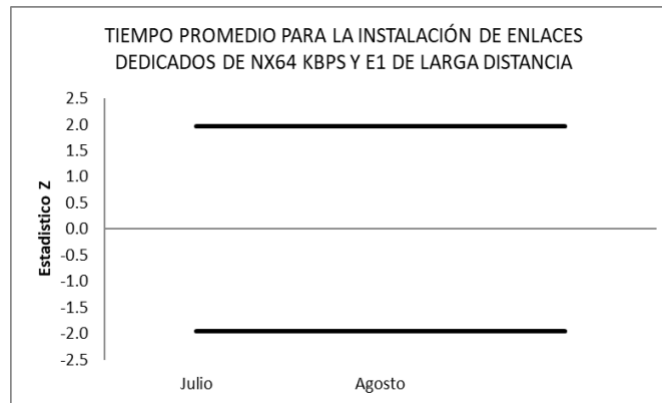 TIEMPO PROMEDIO PARA LA INSTALACIÓN DE ENLACES
DEDICADOS DE NX64 KBPS Y E1 DE LARGA DISTANCIA
Estadistico Z
2.5
2.0
1.5
1.0
0.5
0.0
-0.5
-1.0
-1.5
-2.0
-2.5
Julio Agosto